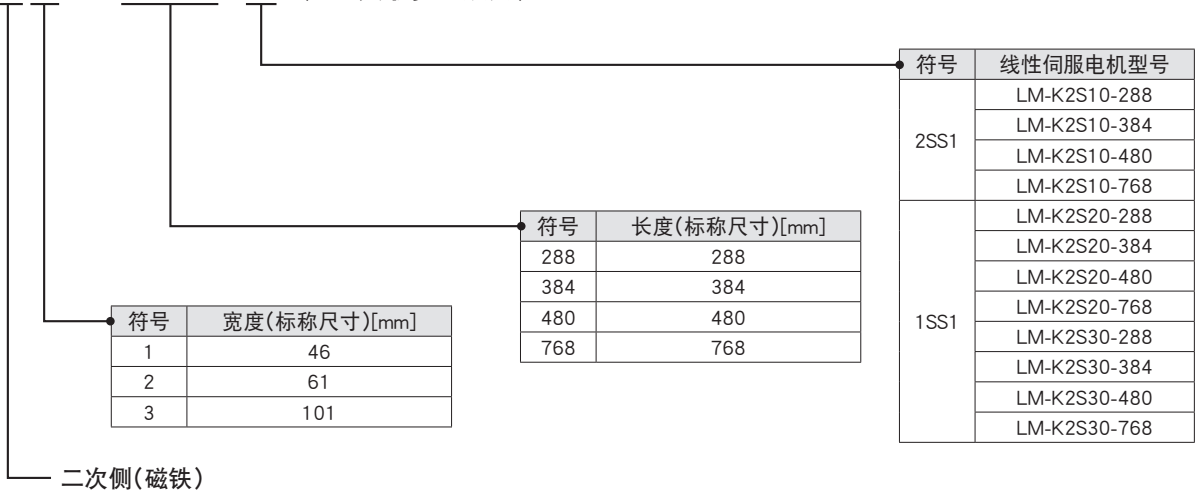 符号 线性伺服电机型号
2SS1 LM-K2S10-288
LM-K2S10-384
LM-K2S10-480
LM-K2S10-768
1SS1 LM-K2S20-288
LM-K2S20-384
LM-K2S20-480
LM-K2S20-768
LM-K2S30-288
LM-K2S30-384
LM-K2S30-480
LM-K2S30-768
符号 长度(标称尺寸)[mm]
288 288
384 384
480 480
768 768
符号 宽度(标称尺寸)[mm]
1 46
2 61
3 101
二次侧(磁铁)